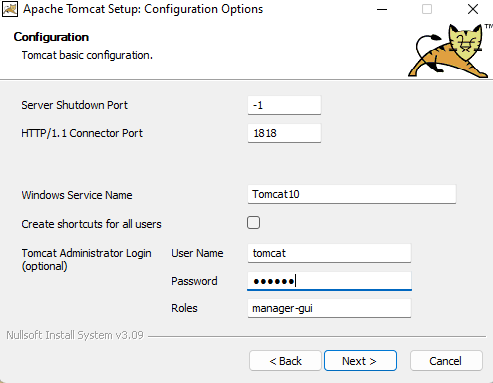 Apache Tomcat Setup: Configuration Options
Configuration
Tomcat basic configuration.
TM
Server Shutdown Port -1
HTTP/1.1 Connector Port 1818
Windows Service Name Tomcat10
Create shortcuts for all users
Tomcat Administrator Login User Name tomcat
(optional)
Password ●●●●●●
Roles manager-gui
Nullsoft Install System v3.09
< Back Next > Cancel